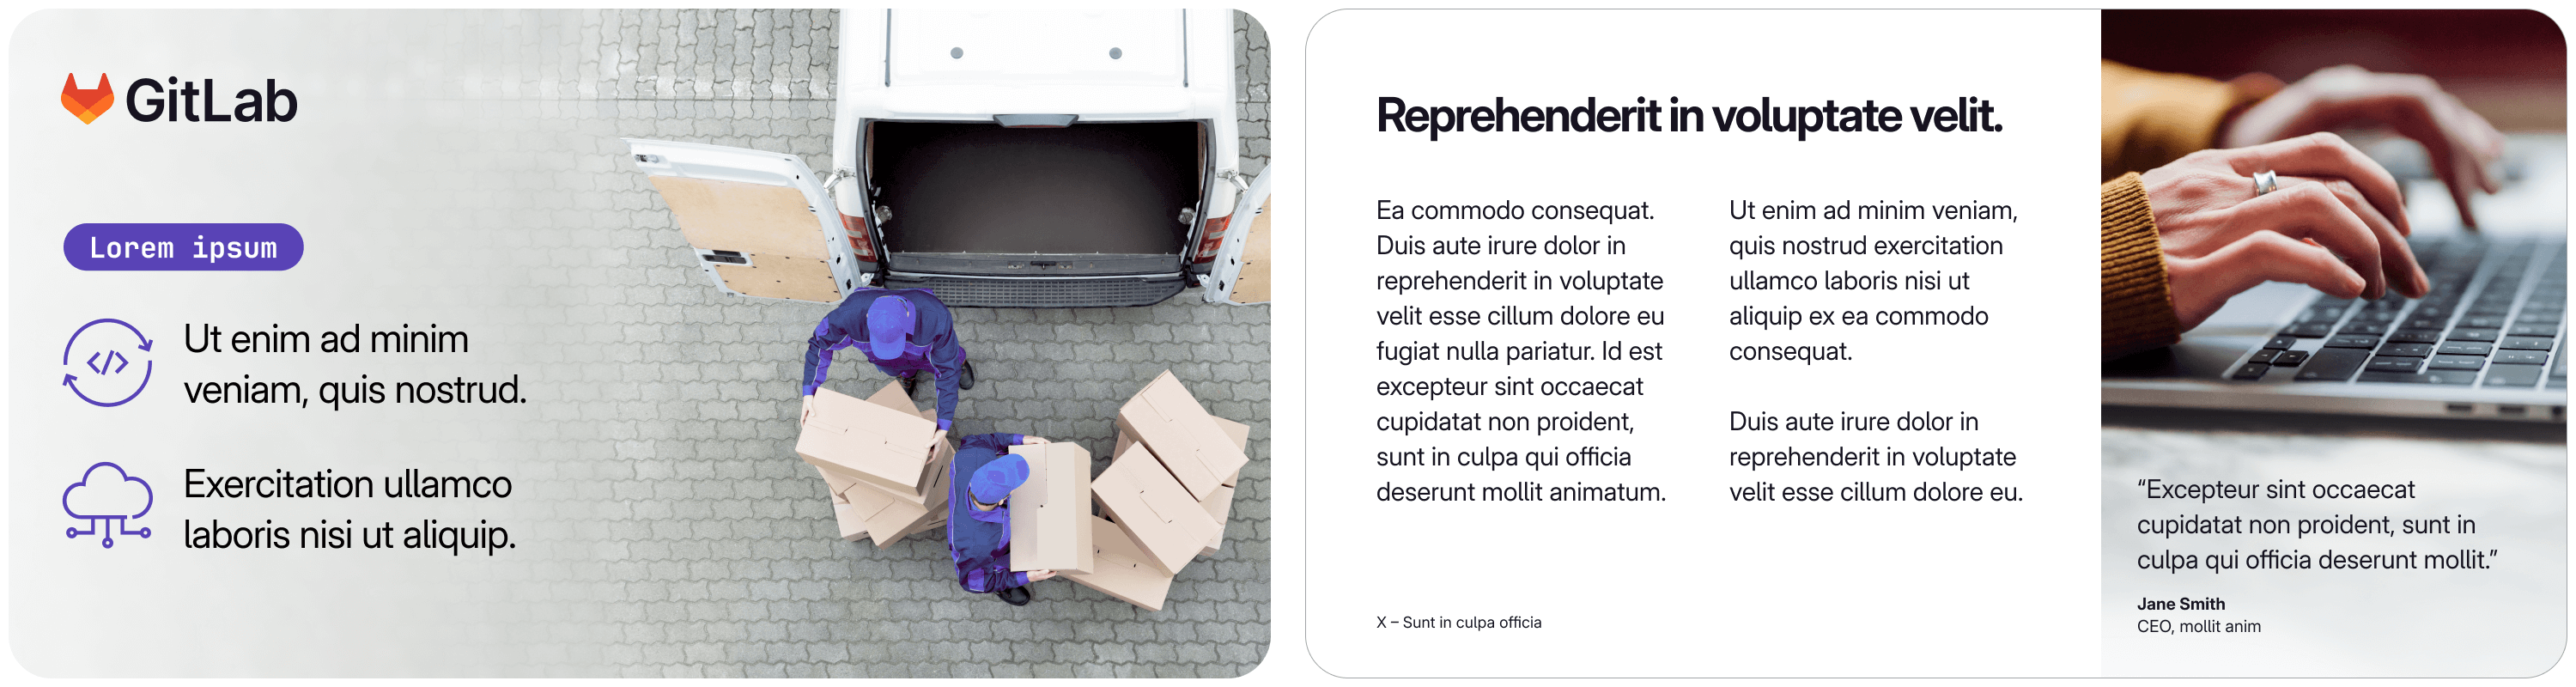 GitLab
Lorem ipsum
</>
Ut enim ad minim
veniam, quis nostrud.
Exercitation ullamco
laboris nisi ut aliquip.
Reprehenderit in voluptate velit.
Ea commodo consequat.
Duis aute irure dolor in
reprehenderit in voluptate
velit esse cillum dolore eu
fugiat nulla pariatur. Id est
excepteur sint occaecat
cupidatat non proident,
sunt in culpa qui officia
deserunt mollit animatum.
Ut enim ad minim veniam,
quis nostrud exercitation
ullamco laboris nisi ut
aliquip ex ea commodo
consequat.
Duis aute irure dolor in
reprehenderit in voluptate
velit esse cillum dolore eu.
X – Sunt in culpa officia
“Excepteur sint occaecat
cupidatat non proident, sunt in
culpa qui officia deserunt mollit.”
Jane Smith
CEO, mollit anim